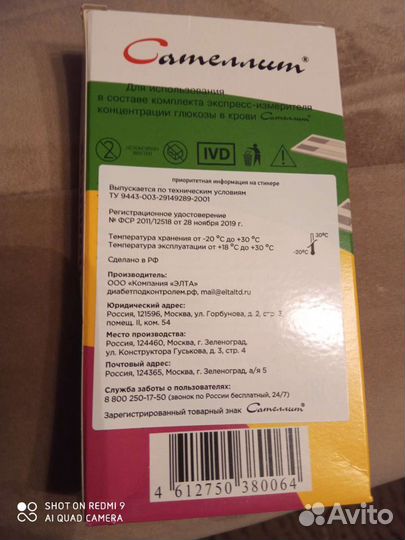 Сателлит®
Для использования
в составе комплекта экспресс-измерителя
концентрации глюкозы в крови Сателлит®
IVD
приоритетная информация на стикере
Выпускается по техническим условиям
ТУ 9443-003-29149289-2001
Регистрационное удостоверение
№ ФСР 2011/12518 от 28 ноября 2019 г.
Температура хранения от -20 °С до +30 °С
Температура эксплуатации от +18 °С до +30 °С
30°C
-20°C
Сделано в РФ
Производитель:
ООО «Компания «ЭЛТА»
диабетподконтролем.рф, mail@eltaltd.ru
Юридический адрес:
Россия, 121596, Москва, ул. Горбунова, д. 2, стр. 3,
помещ. II, ком. 54
Место производства:
Россия, 124460, Москва, г. Зеленоград,
ул. Конструктора Гуськова, д. 3, стр. 4
Почтовый адрес:
Россия, 124365, Москва, г. Зеленоград, а/я 5
Служба заботы о пользователях:
8 800 250-17-50 (звонок по России бесплатный, 24/7)
Зарегистрированный товарный знак Сателлит®
4 612750 380064
SHOT ON REDMI 9
AI QUAD CAMERA
Avito